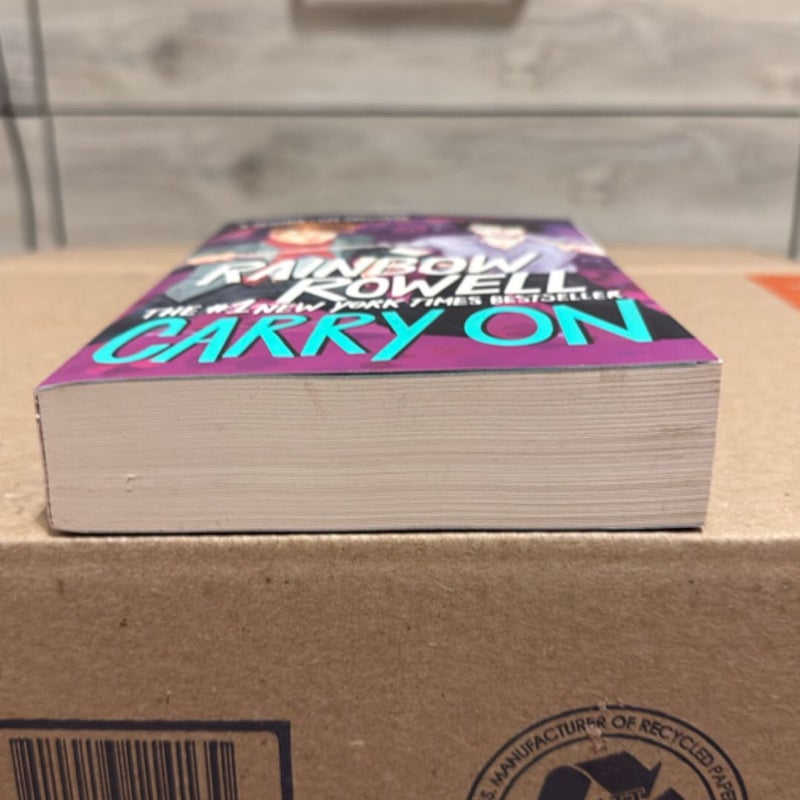 RAINBOW
ROWELL
THE #1 NEW YORK TIMES BESTSELLER
CARRY ON
S. MANUFACTURER OF RECYCLED PAPER